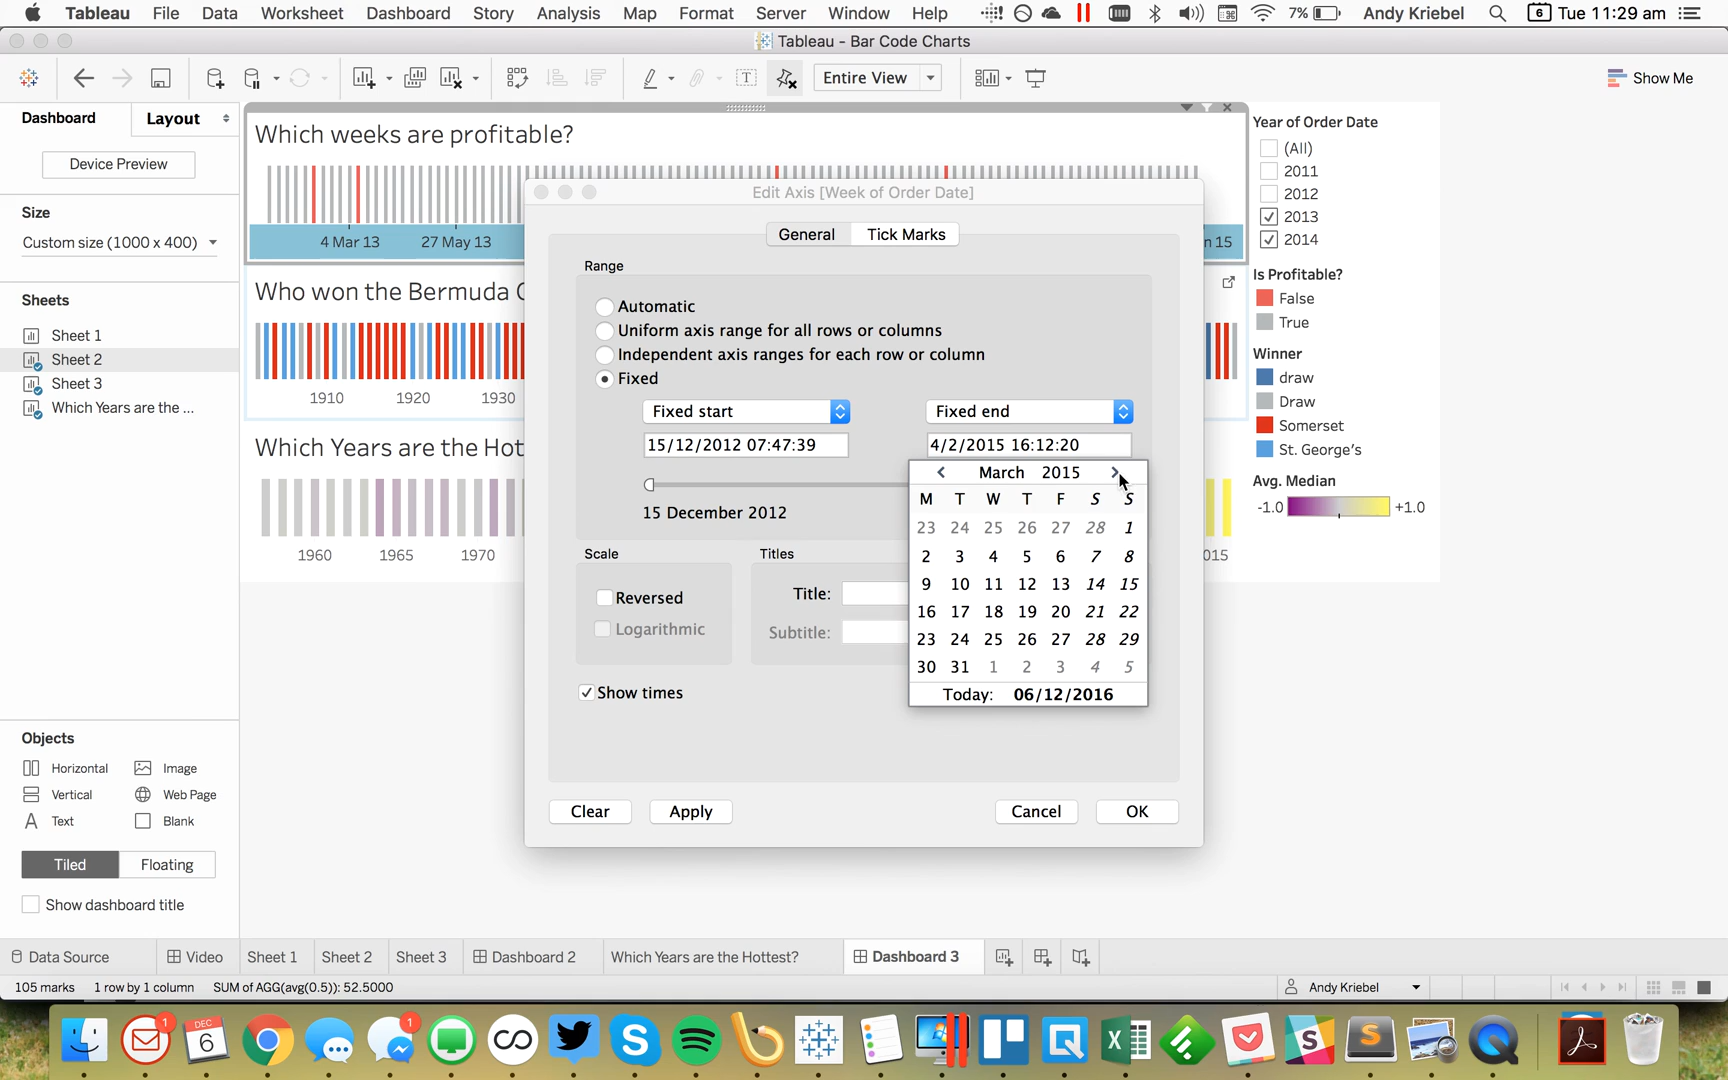 Tableau File Data Worksheet Dashboard Story Analysis Map Format Server Window Help 7% Andy Kriebel 6 Tue 11:29 am
Tableau - Bar Code Charts
Entire View Show Me
Dashboard Layout
Device Preview
Size
Custom size (1000 x 400)
Sheets
Sheet 1
Sheet 2
Sheet 3
Which Years are the ...
Objects
Horizontal Image
Vertical Web Page
Text Blank
Tiled Floating
Show dashboard title
Which weeks are profitable?
4 Mar 13 27 May 13 n 15
Who won the Bermuda
1910 1920 1930
Which Years are the Hot
1960 1965 1970 015
Edit Axis [Week of Order Date]
General Tick Marks
Range
Automatic
Uniform axis range for all rows or columns
Independent axis ranges for each row or column
Fixed
Fixed start Fixed end
15/12/2012 07:47:39 4/2/2015 16:12:20
15 December 2012
March 2015
M T W T F S S
23 24 25 26 27 28 1
2 3 4 5 6 7 8
9 10 11 12 13 14 15
16 17 18 19 20 21 22
23 24 25 26 27 28 29
30 31 1 2 3 4 5
Today: 06/12/2016
Scale Titles
Reversed Title:
Logarithmic Subtitle:
Show times
Clear Apply Cancel OK
Year of Order Date
(All)
2011
2012
2013
2014
Is Profitable?
False
True
Winner
draw
Draw
Somerset
St. George's
Avg. Median
-1.0 +1.0
Data Source Video Sheet 1 Sheet 2 Sheet 3 Dashboard 2 Which Years are the Hottest? Dashboard 3
105 marks 1 row by 1 column SUM of AGG(avg(0.5)): 52.5000 Andy Kriebel
1 DEC 6 1